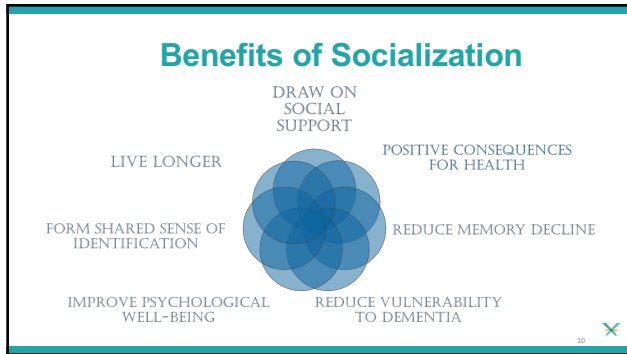 Benefits of Socialization
DRAW ON
SOCIAL
SUPPORT
POSITIVE CONSEQUENCES
FOR HEALTH
REDUCE MEMORY DECLINE
REDUCE VULNERABILITY
TO DEMENTIA
IMPROVE PSYCHOLOGICAL
WELL-BEING
FORM SHARED SENSE OF
IDENTIFICATION
LIVE LONGER
10